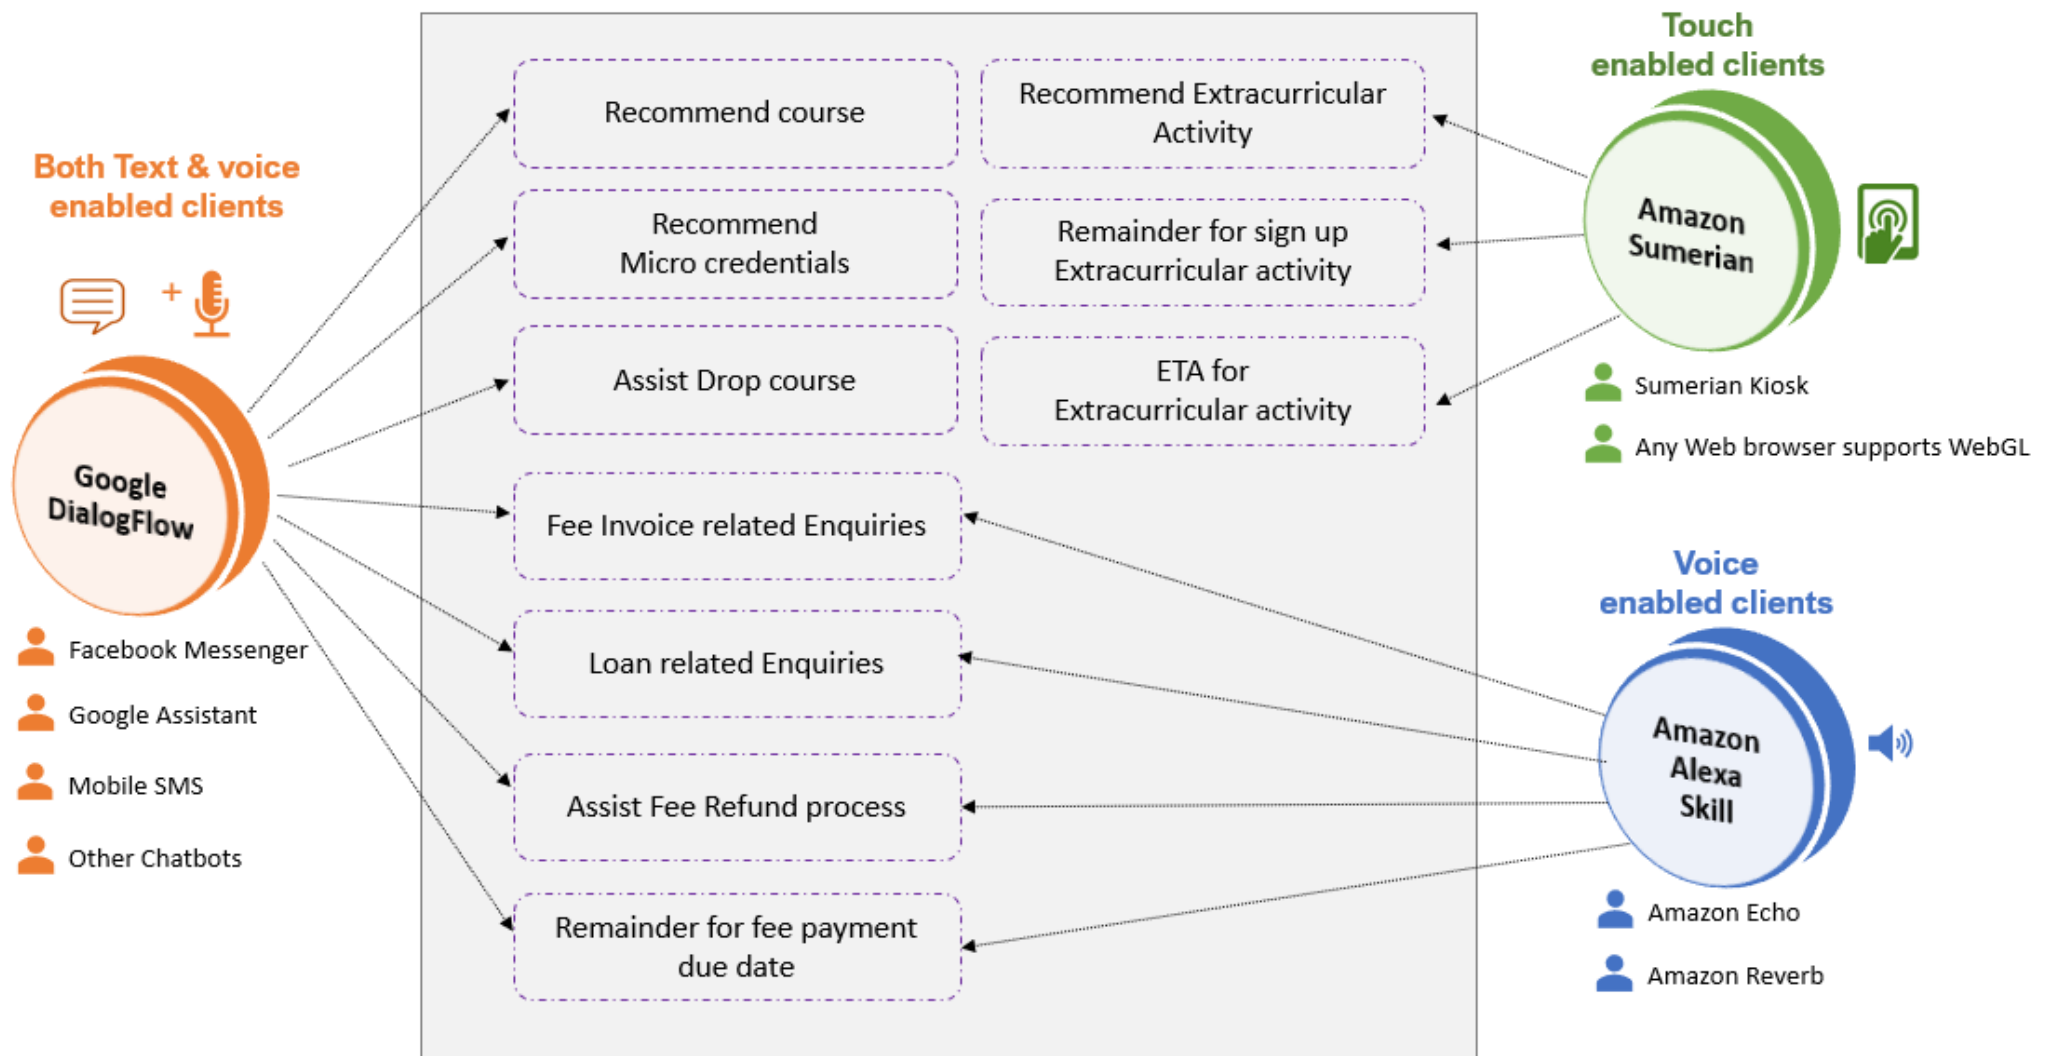 Both Text & voice
enabled clients
+
Google
DialogFlow
Facebook Messenger
Google Assistant
Mobile SMS
Other Chatbots
Recommend course
Recommend
Micro credentials
Assist Drop course
Fee Invoice related Enquiries
Loan related Enquiries
Assist Fee Refund process
Remainder for fee payment
due date
Recommend Extracurricular
Activity
Remainder for sign up
Extracurricular activity
ETA for
Extracurricular activity
Touch
enabled clients
Amazon
Sumerian
Sumerian Kiosk
Any Web browser supports WebGL
Voice
enabled clients
Amazon
Alexa
Skill
Amazon Echo
Amazon Reverb